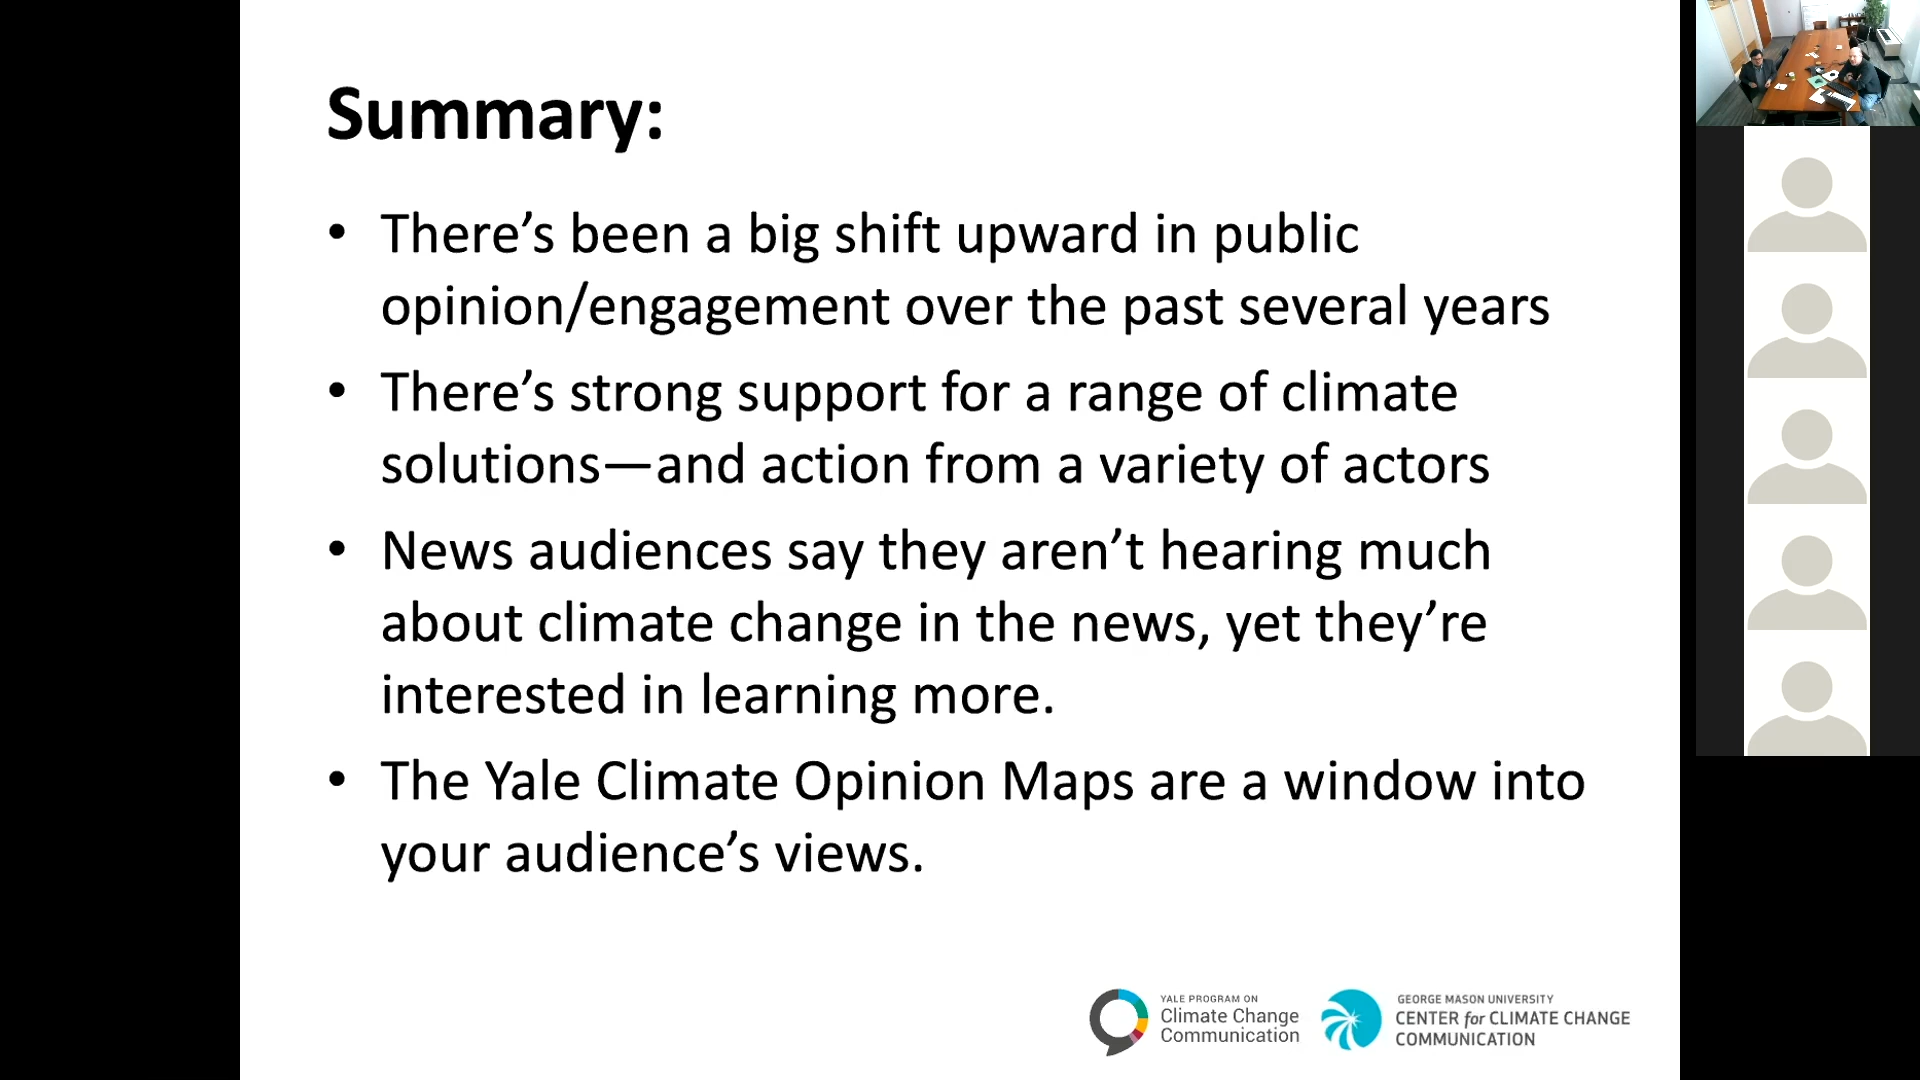 Summary:
• There’s been a big shift upward in public
opinion/engagement over the past several years
• There’s strong support for a range of climate
solutions—and action from a variety of actors
• News audiences say they aren’t hearing much
about climate change in the news, yet they’re
interested in learning more.
• The Yale Climate Opinion Maps are a window into
your audience’s views.
YALE PROGRAM ON
Climate Change
Communication
GEORGE MASON UNIVERSITY
CENTER for CLIMATE CHANGE
COMMUNICATION